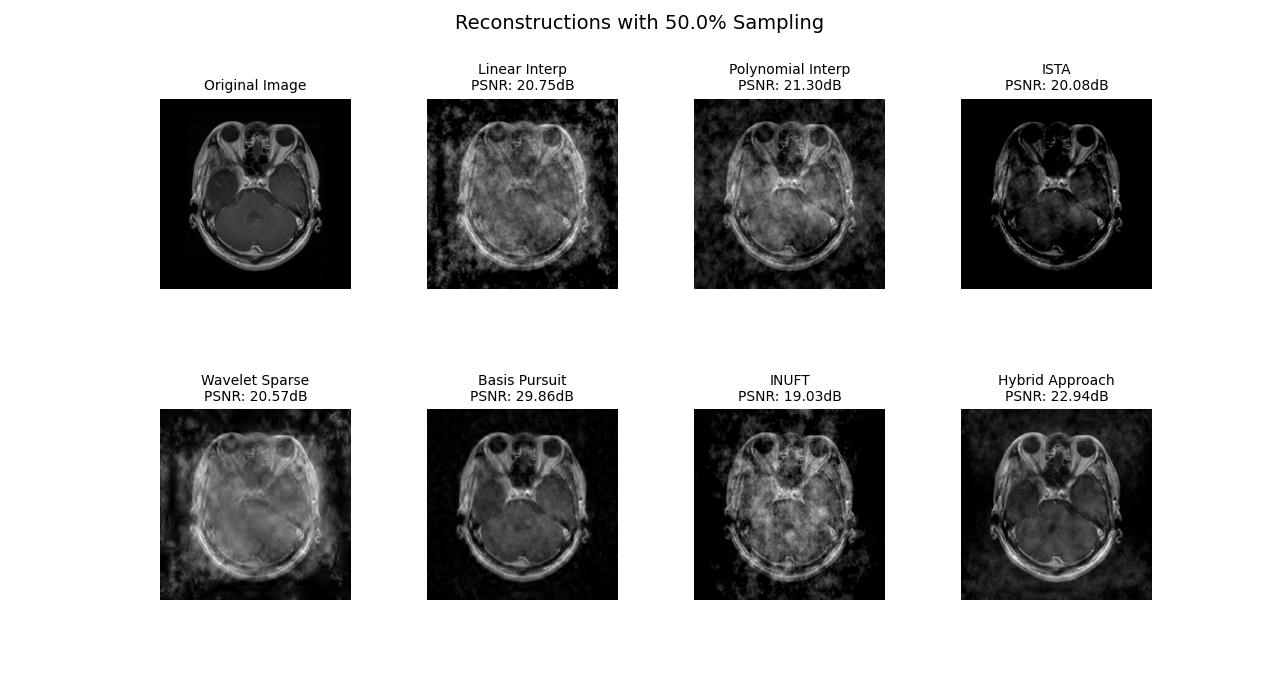 Reconstructions with 50.0% Sampling
Original Image
Linear Interp
PSNR: 20.75dB
Polynomial Interp
PSNR: 21.30dB
ISTA
PSNR: 20.08dB
Wavelet Sparse
PSNR: 20.57dB
Basis Pursuit
PSNR: 29.86dB
INUFT
PSNR: 19.03dB
Hybrid Approach
PSNR: 22.94dB